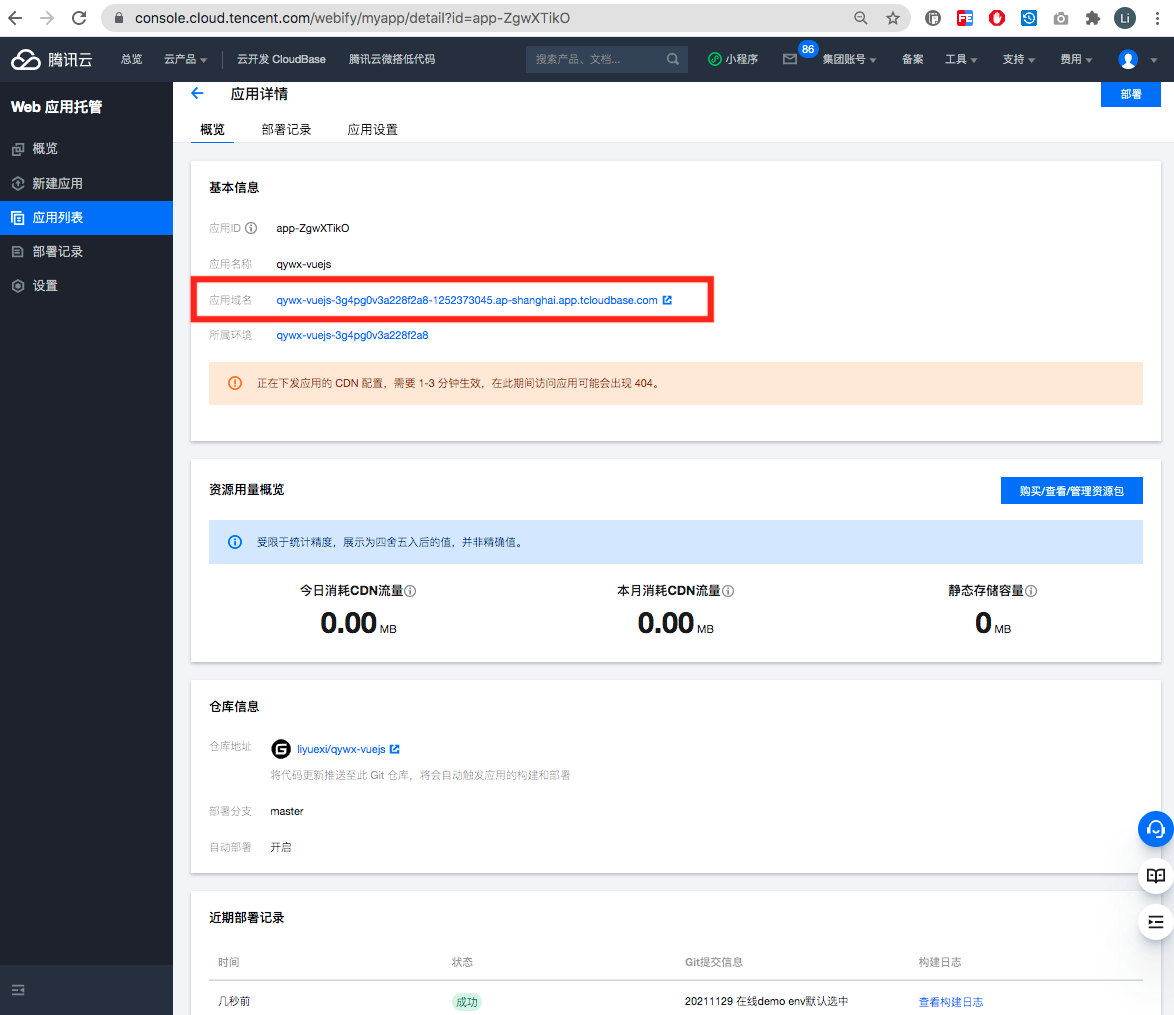 console.cloud.tencent.com/webify/myapp/detail?id=app-ZgwXTikO
FE
Li
腾讯云
总览
云产品
云开发 CloudBase
腾讯云微搭低代码
搜索产品、文档...
小程序
86
集团账号
备案
工具
支持
费用
Web 应用托管
概览
新建应用
应用列表
部署记录
设置
应用详情
部署
概览
部署记录
应用设置
基本信息
应用ID
app-ZgwXTikO
应用名称
qywx-vuejs
应用域名
qywx-vuejs-3g4pg0v3a228f2a8-1252373045.ap-shanghai.app.tcloudbase.com
所属环境
qywx-vuejs-3g4pg0v3a228f2a8
正在下发应用的 CDN 配置，需要 1-3 分钟生效，在此期间访问应用可能会出现 404。
资源用量概览
购买/查看/管理资源包
受限于统计精度，展示为四舍五入后的值，并非精确值。
今日消耗CDN流量
0.00 MB
本月消耗CDN流量
0.00 MB
静态存储容量
0 MB
仓库信息
仓库地址
liyuexi/qywx-vuejs
将代码更新推送至此 Git 仓库，将会自动触发应用的构建和部署
部署分支
master
自动部署
开启
近期部署记录
时间
状态
Git提交信息
构建日志
几秒前
成功
20211129 在线demo env默认选中
查看构建日志